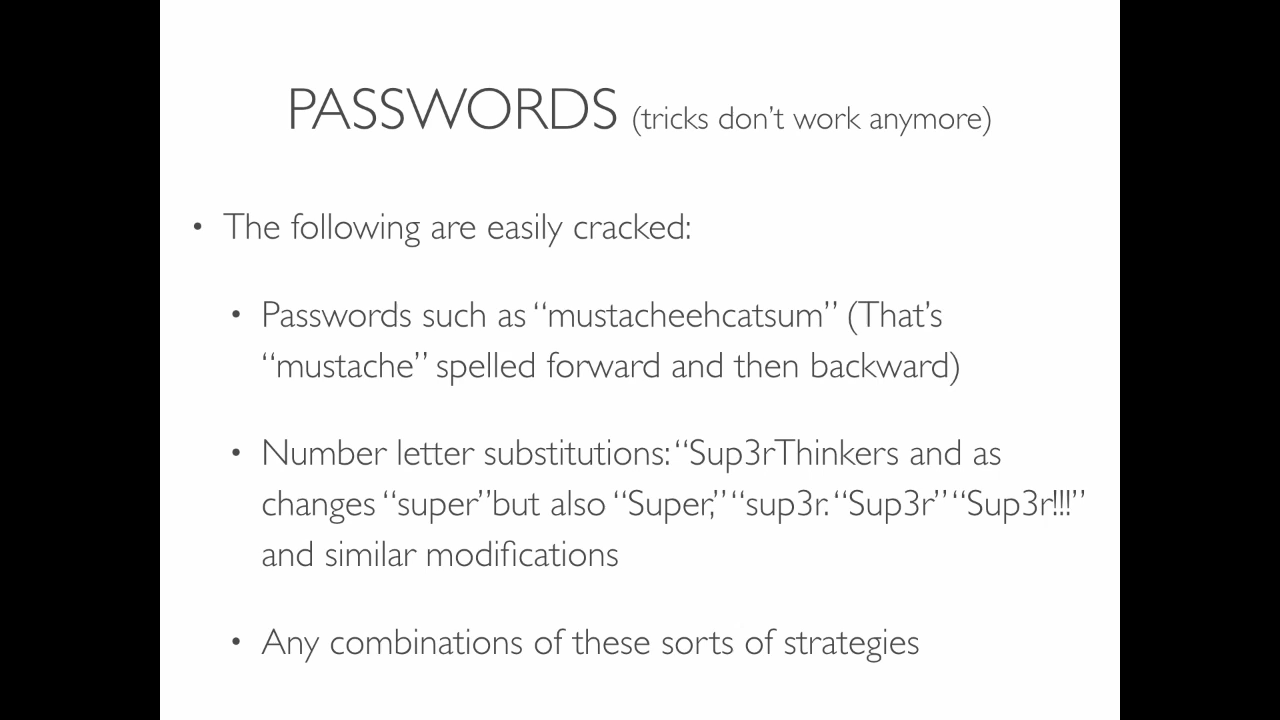 PASSWORDS (tricks don’t work anymore)
• The following are easily cracked:
• Passwords such as “mustacheehcatsum” (That’s
“mustache” spelled forward and then backward)
• Number letter substitutions: “Sup3rThinkers and as
changes “super”but also “Super,” “sup3r. “Sup3r” “Sup3r!!!”
and similar modifications
• Any combinations of these sorts of strategies